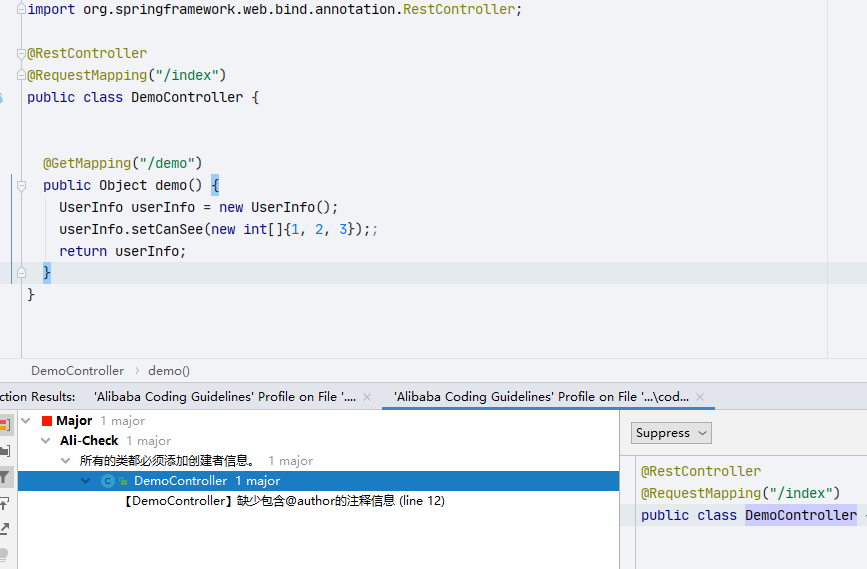 import org.springframework.web.bind.annotation.RestController;
@RestController
@RequestMapping("/index")
public class DemoController {
@GetMapping("/demo")
public Object demo() {
UserInfo userInfo = new UserInfo();
userInfo.setCanSee(new int[]{1, 2, 3});;
return userInfo;
}
}
DemoController › demo()
ction Results: 'Alibaba Coding Guidelines' Profile on File '.... × 'Alibaba Coding Guidelines' Profile on File '...\cod... ×
Major 1 major
Ali-Check 1 major
所有的类都必须添加创建者信息。 1 major
DemoController 1 major
【DemoController】缺少包含@author的注释信息 (line 12)
Suppress
@RestController
@RequestMapping("/index")
public class DemoController